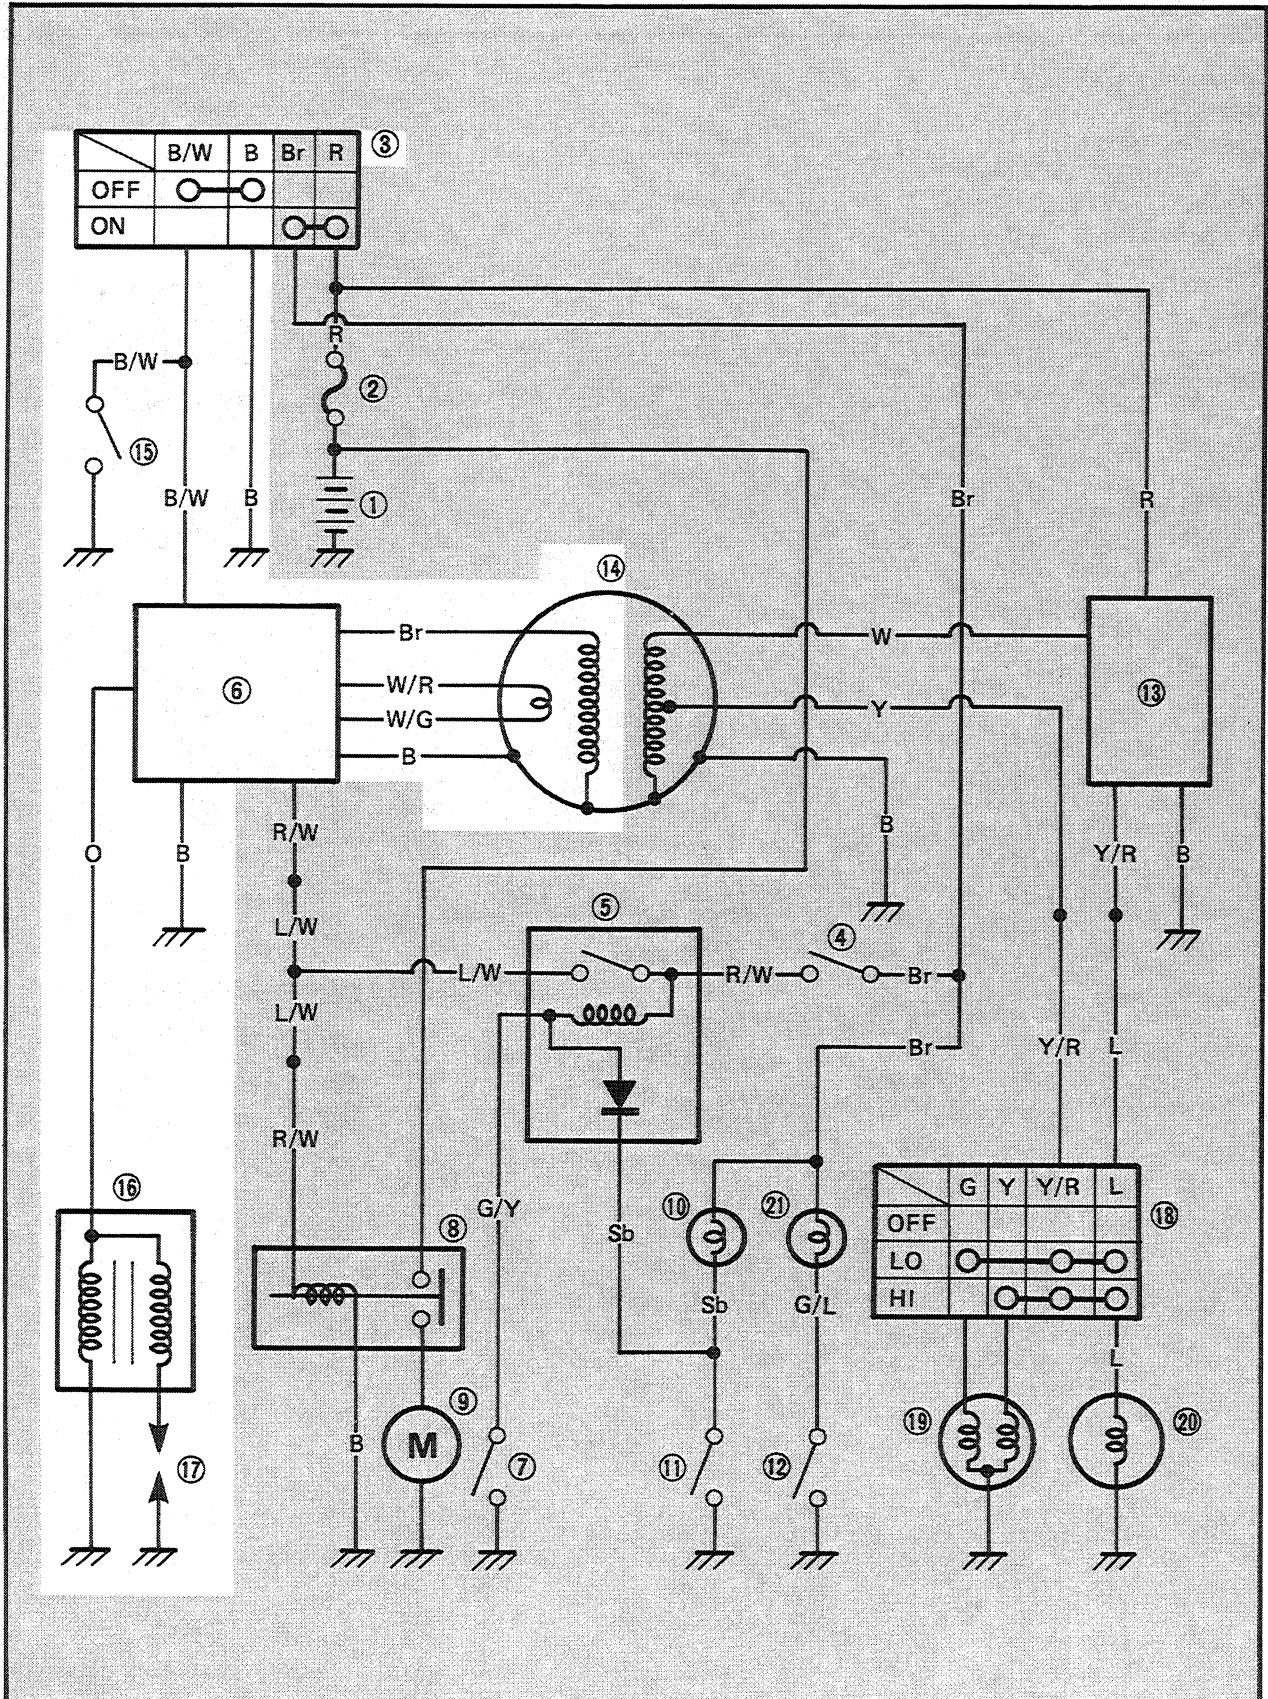 B/W B Br R ③
OFF
ON
B/W
R
②
⑮
B/W B ① Br R
⑭
Br W
⑥ W/R ⑬
W/G Y
B
R/W B
O B Y/R B
⑤
L/W ④
L/W R/W Br
L/W
Br Y/R L
R/W
⑯ G Y Y/R L
G/Y ⑩ ㉑ OFF ⑱
⑧ Sb LO
Sb G/L HI
L
⑨ ⑲ ⑳
B M ⑦ ⑪ ⑫
⑰